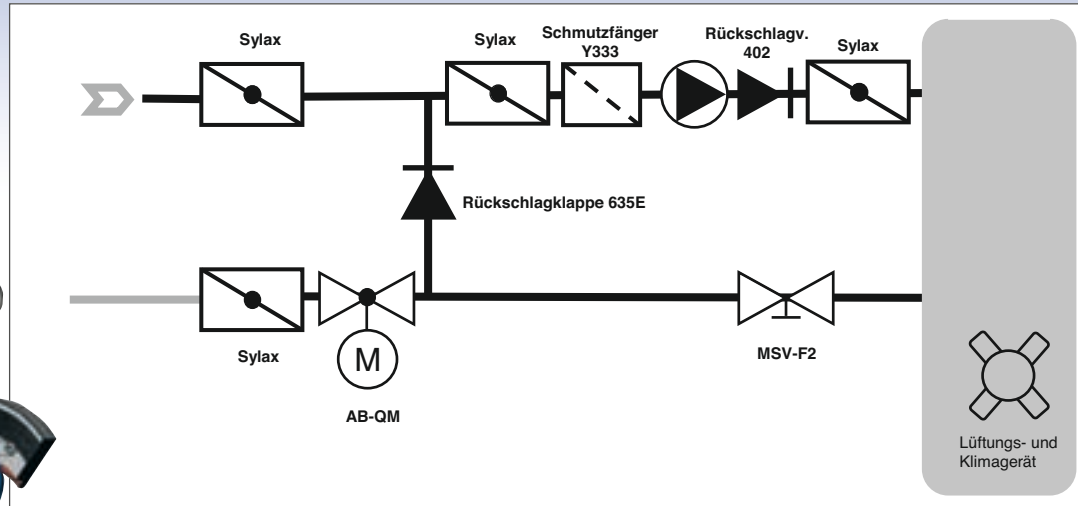 Sylax
Sylax
Schmutzfänger
Y333
Rückschlagv.
402
Sylax
Rückschlagklappe 635E
Sylax
M
AB-QM
MSV-F2
Lüftungs- und
Klimagerät